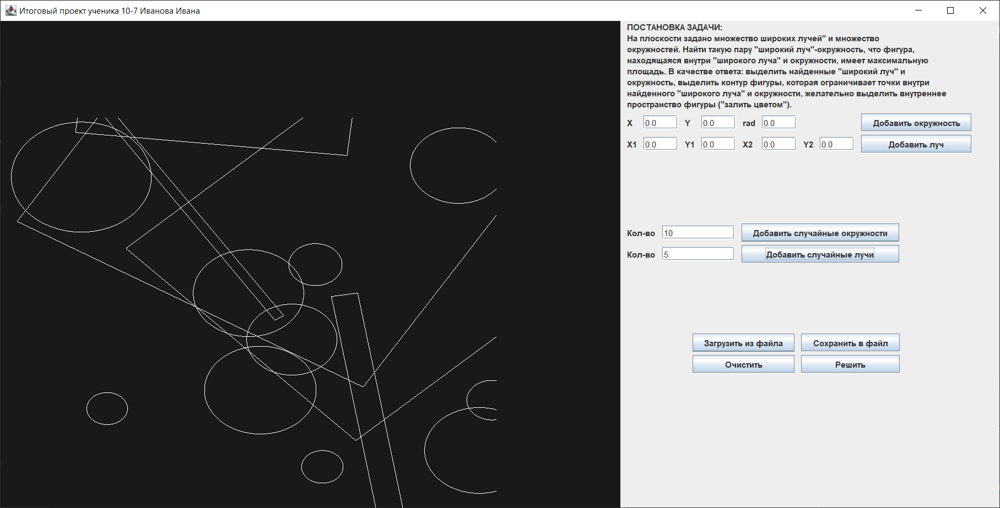 Итоговый проект ученика 10-7 Иванова Ивана
ПОСТАНОВКА ЗАДАЧИ:
На плоскости задано множество широких лучей" и множество
окружностей. Найти такую пару "широкий луч"-окружность, что фигура,
находящаяся внутри "широкого луча" и окружности, имеет максимальную
площадь. В качестве ответа: выделить найденные "широкий луч" и
окружность, выделить контур фигуры, которая ограничивает точки внутри
найденного "широкого луча" и окружности, желательно выделить внутреннее
пространство фигуры ("залить цветом").
X 0.0 Y 0.0 rad 0.0 Добавить окружность
X1 0.0 Y1 0.0 X2 0.0 Y2 0.0 Добавить луч
Кол-во 10 Добавить случайные окружности
Кол-во 5 Добавить случайные лучи
Загрузить из файла Сохранить в файл
Очистить Решить